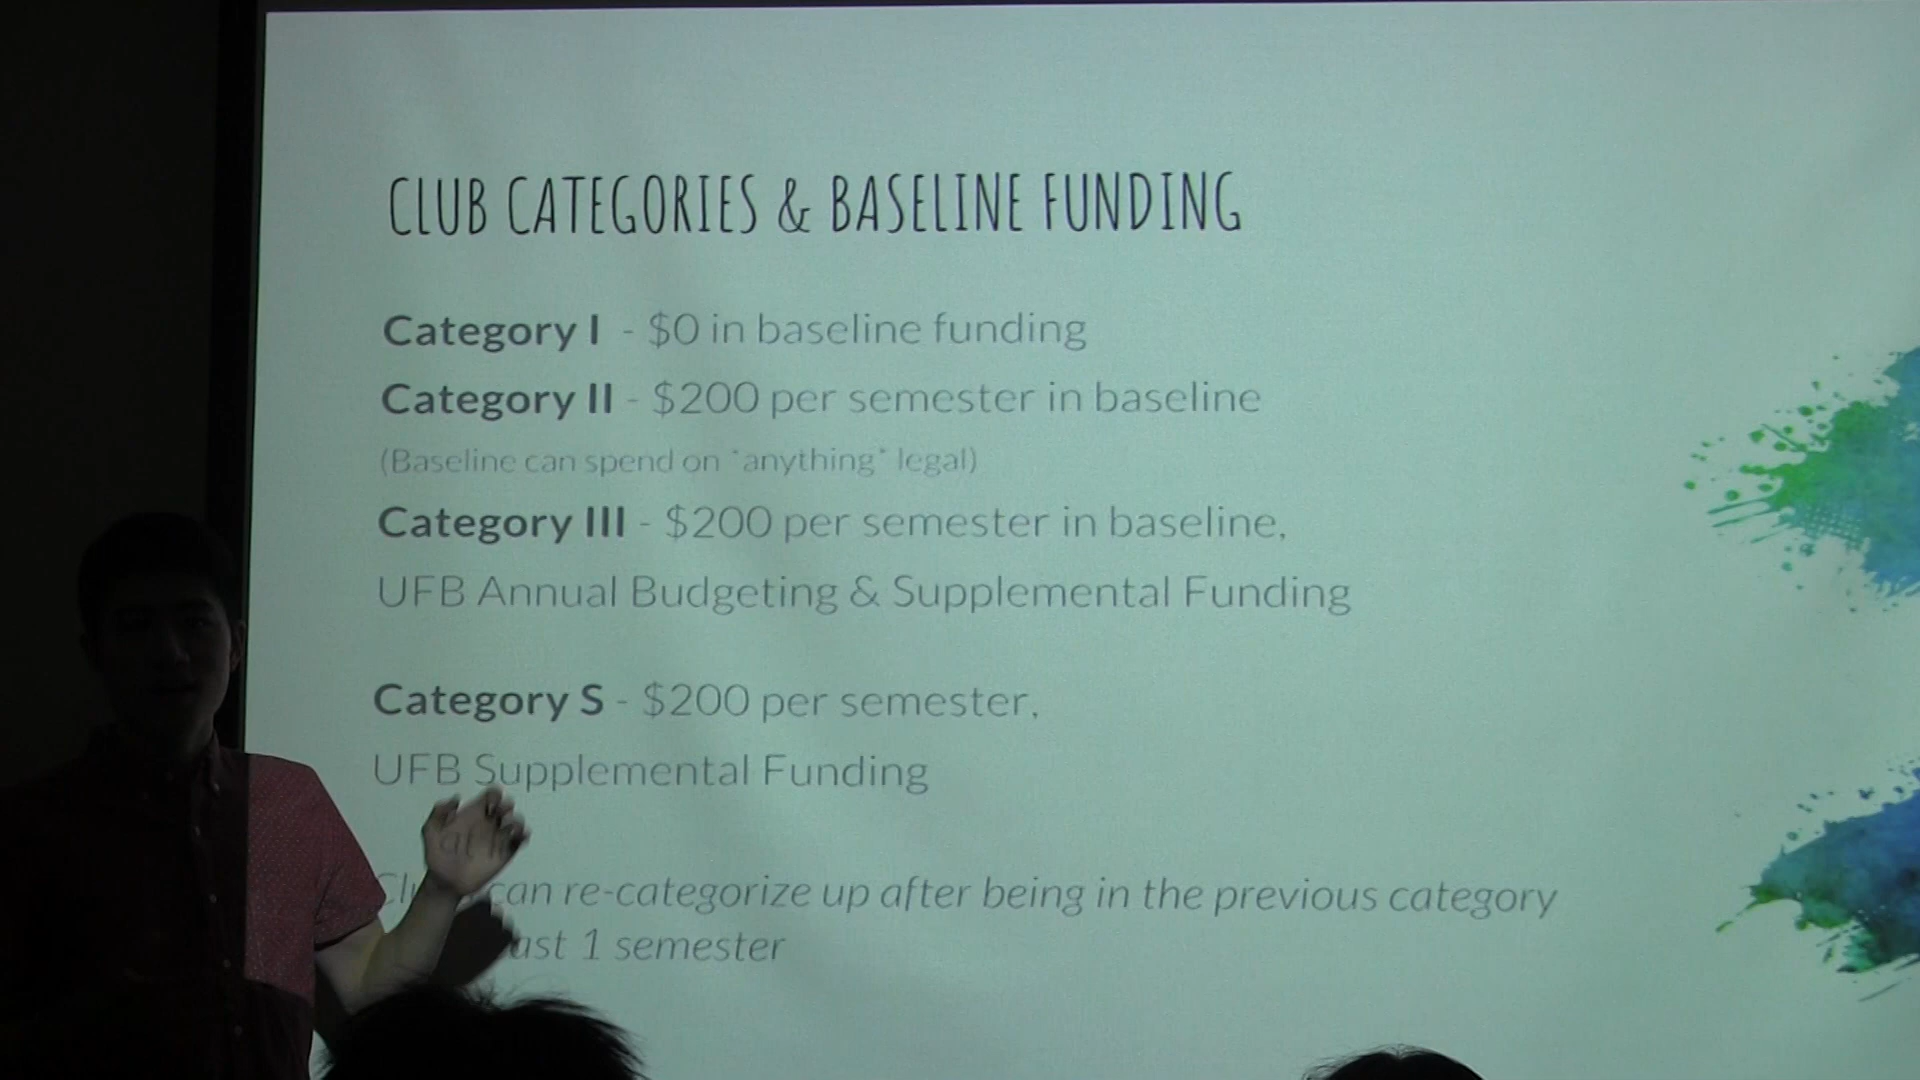 CLUB CATEGORIES & BASELINE FUNDING
Category I - $0 in baseline funding
Category II - $200 per semester in baseline
(Baseline can spend on *anything* legal)
Category III - $200 per semester in baseline,
UFB Annual Budgeting & Supplemental Funding
Category S - $200 per semester,
UFB Supplemental Funding
can re-categorize up after being in the previous category
1 semester